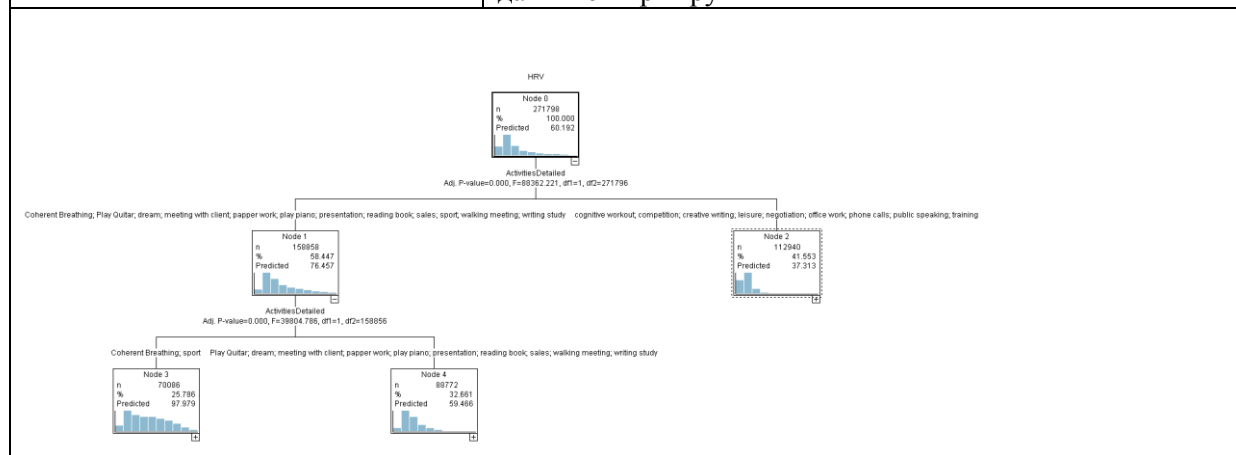 HRV
Node 0
n 271798
% 100.000
Predicted 60.192
ActivitiesDetailed
Adj. P-value=0.000, F=88362.221, df1=1, df2=271796
Coherent Breathing; Play Quitar; dream; meeting with client; papper work; play piano; presentation; reading book; sales; sport; walking meeting; writing study
cognitive workout; competition; creative writing; leisure; negotiation; office work; phone calls; public speaking; training
Node 1
n 158858
% 58.447
Predicted 76.457
Node 2
n 112940
% 41.553
Predicted 37.313
ActivitiesDetailed
Adj. P-value=0.000, F=39804.786, df1=1, df2=158856
Coherent Breathing; sport
Play Quitar; dream; meeting with client; papper work; play piano; presentation; reading book; sales; walking meeting; writing study
Node 3
n 70086
% 25.786
Predicted 97.979
Node 4
n 88772
% 32.661
Predicted 59.466